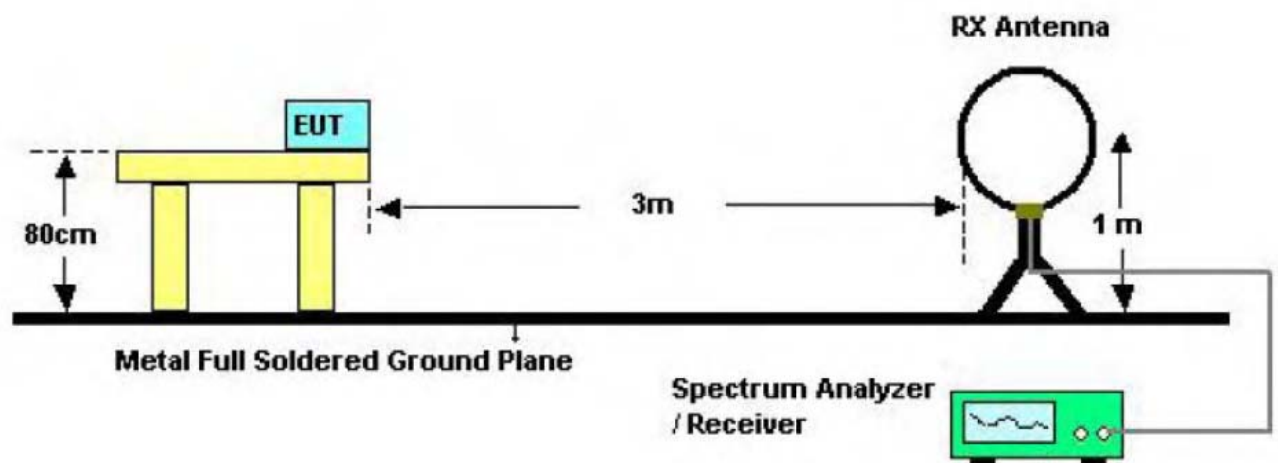 RX Antenna
EUT
3m
80cm
1 m
Metal Full Soldered Ground Plane
Spectrum Analyzer
/ Receiver